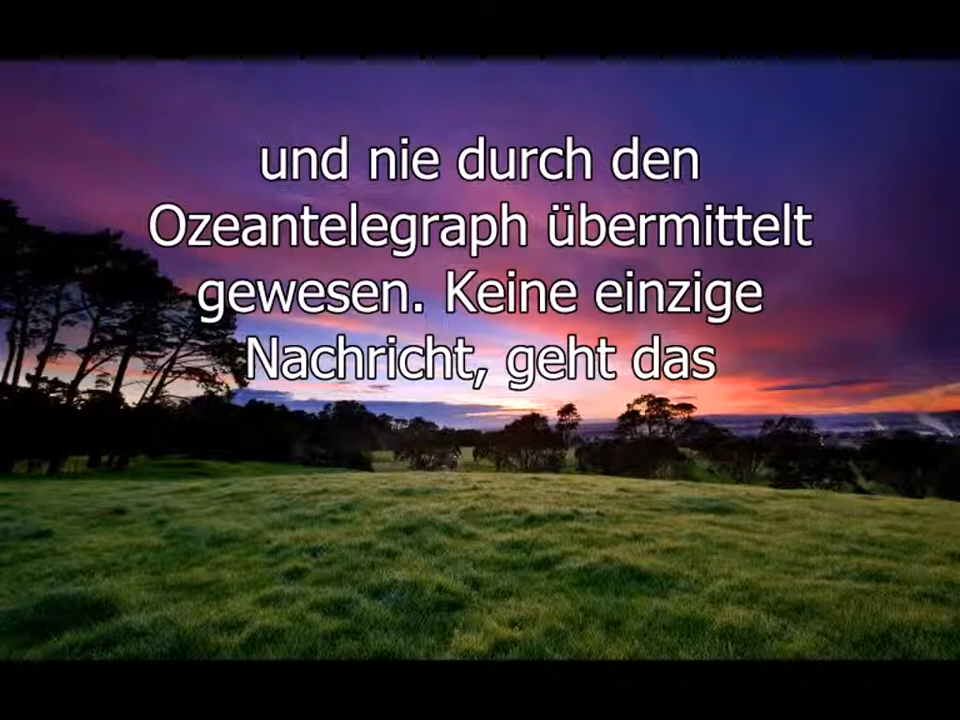 und nie durch den
Ozeantelegraph übermittelt
gewesen. Keine einzige
Nachricht, geht das